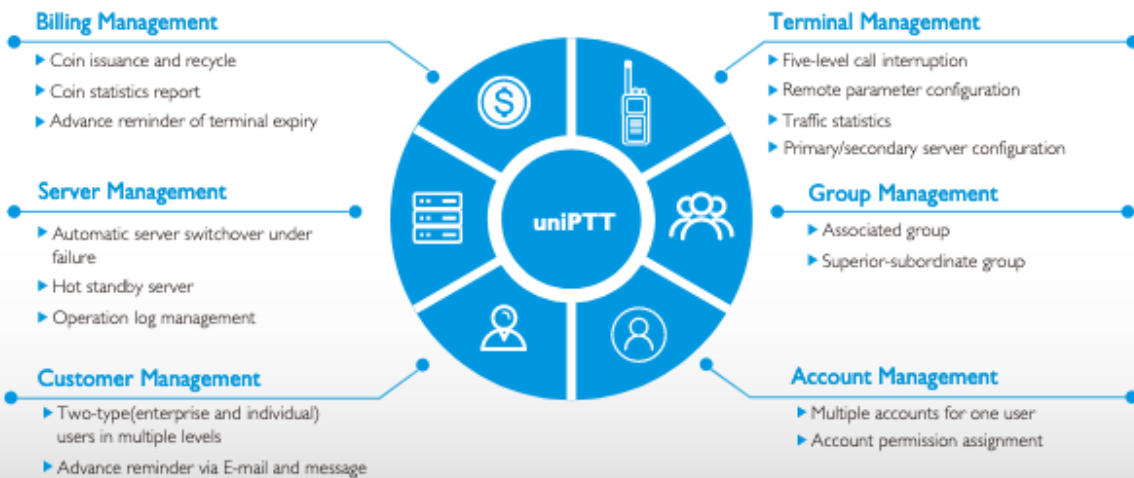 Billing Management
Coin issuance and recycle
Coin statistics report
Advance reminder of terminal expiry
Server Management
Automatic server switchover under
failure
Hot standby server
Operation log management
Customer Management
Two-type(enterprise and individual)
users in multiple levels
Advance reminder via E-mail and message
$
uniPTT
Terminal Management
Five-level call interruption
Remote parameter configuration
Traffic statistics
Primary/secondary server configuration
Group Management
Associated group
Superior-subordinate group
Account Management
Multiple accounts for one user
Account permission assignment